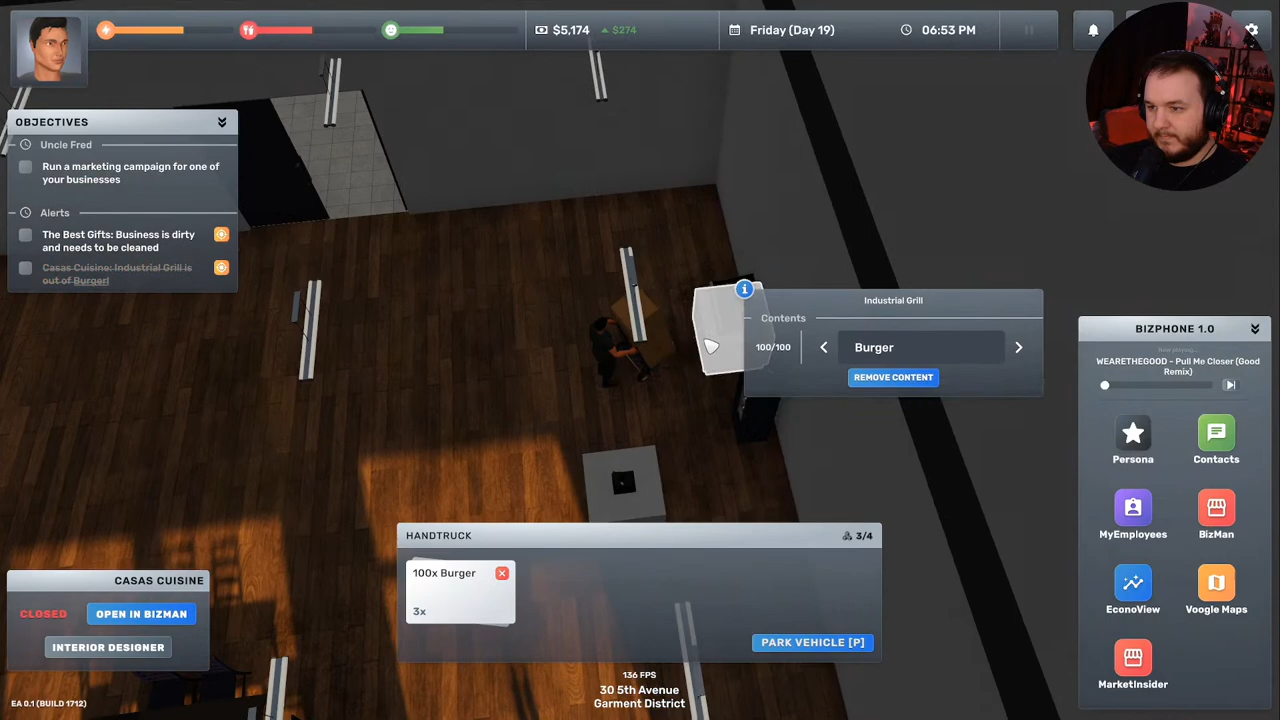 $5,174
$274
Friday (Day 19)
06:53 PM
OBJECTIVES
Uncle Fred
Run a marketing campaign for one of
your businesses
Alerts
The Best Gifts: Business is dirty
and needs to be cleaned
Casas Cuisine: Industrial Grill is
out of Burger!
Industrial Grill
Contents
100/100
Burger
REMOVE CONTENT
BIZPHONE 1.0
Now playing...
WEARETHEGOOD - Pull Me Closer (Good
Remix)
Persona
Contacts
MyEmployees
BizMan
EconoView
Voogle Maps
MarketInsider
HANDTRUCK
3/4
100x Burger
3x
PARK VEHICLE [P]
CASAS CUISINE
CLOSED
OPEN IN BIZMAN
INTERIOR DESIGNER
136 FPS
30 5th Avenue
Garment District
EA 0.1 (BUILD 1712)